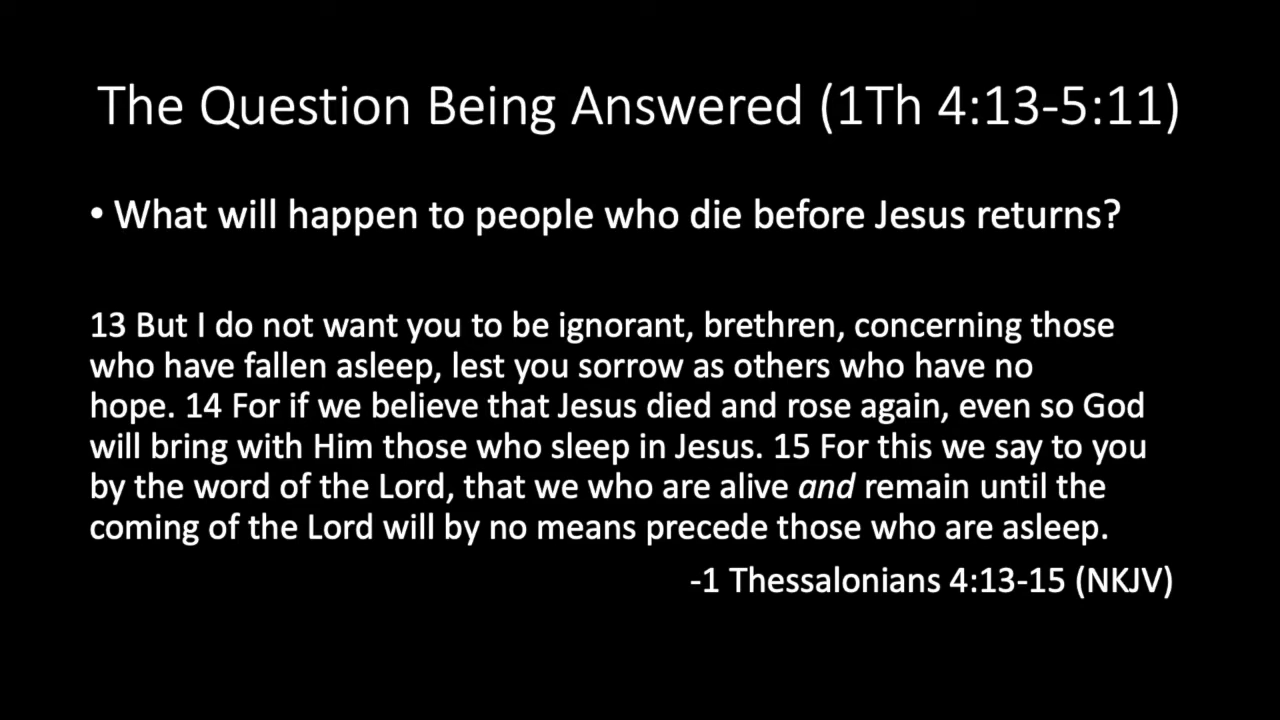 The Question Being Answered (1Th 4:13-5:11)
• What will happen to people who die before Jesus returns?
13 But I do not want you to be ignorant, brethren, concerning those
who have fallen asleep, lest you sorrow as others who have no
hope. 14 For if we believe that Jesus died and rose again, even so God
will bring with Him those who sleep in Jesus. 15 For this we say to you
by the word of the Lord, that we who are alive and remain until the
coming of the Lord will by no means precede those who are asleep.
-1 Thessalonians 4:13-15 (NKJV)